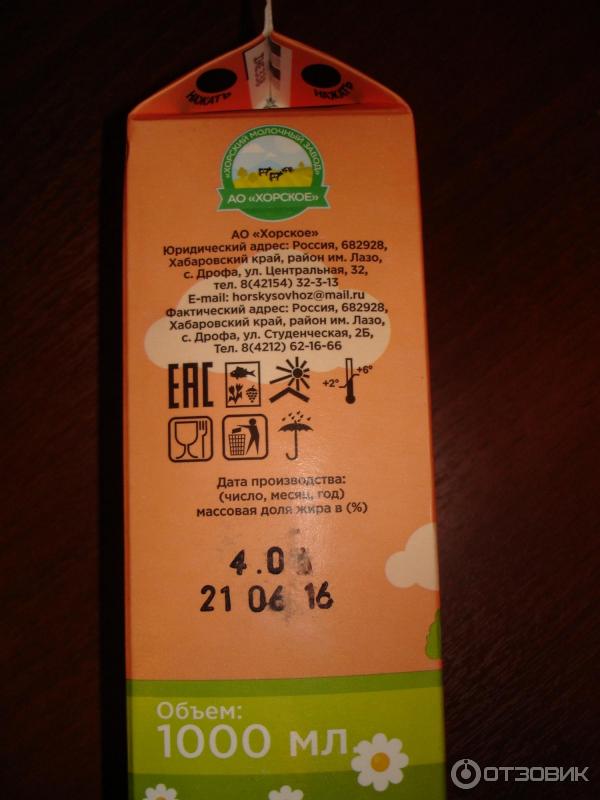 НАЖАТЬ
НАЖАТЬ
«ХОРСКИЙ МОЛОЧНЫЙ ЗАВОД»
АО «ХОРСКОЕ»
АО «Хорское»
Юридический адрес: Россия, 682928,
Хабаровский край, район им. Лазо,
с. Дрофа, ул. Центральная, 32,
тел. 8(42154) 32-3-13
E-mail: horskysovhoz@mail.ru
Фактический адрес: Россия, 682928,
Хабаровский край, район им. Лазо,
с. Дрофа, ул. Студенческая, 2Б,
Тел. 8(4212) 62-16-66
EAC
+2° +6°
Дата производства:
(число, месяц, год)
массовая доля жира в (%)
21 06 16
Объем:
1000 мл.
ОТЗОВИК